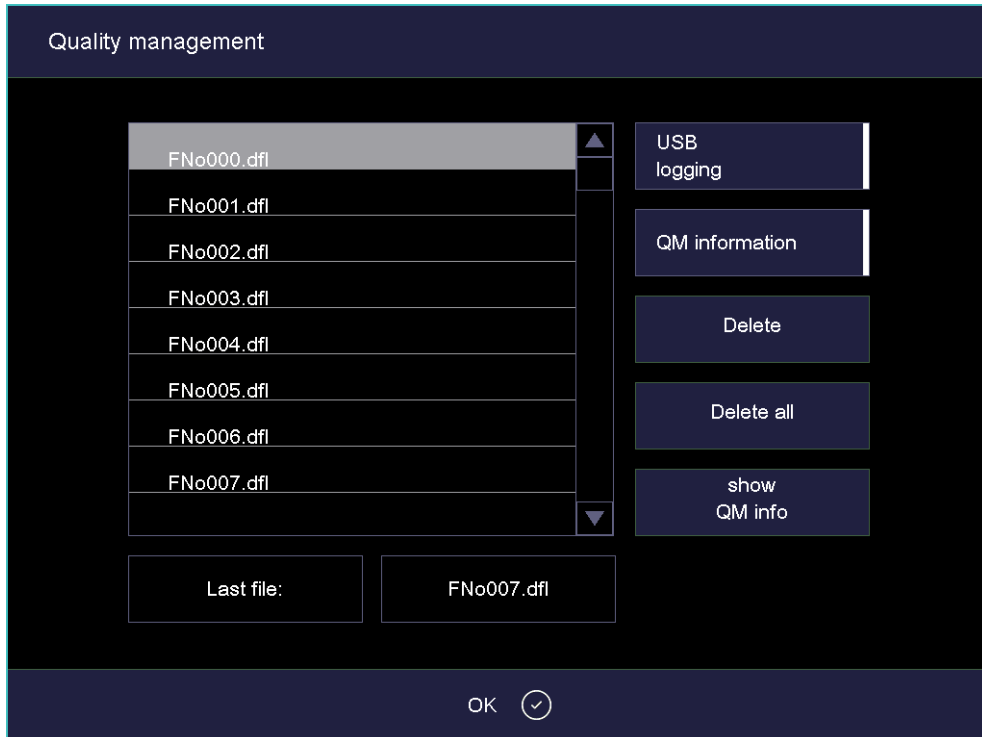 Quality management
FNo000.dfl
FNo001.dfl
FNo002.dfl
FNo003.dfl
FNo004.dfl
FNo005.dfl
FNo006.dfl
FNo007.dfl
USB
logging
QM information
Delete
Delete all
show
QM info
Last file:
FNo007.dfl
OK